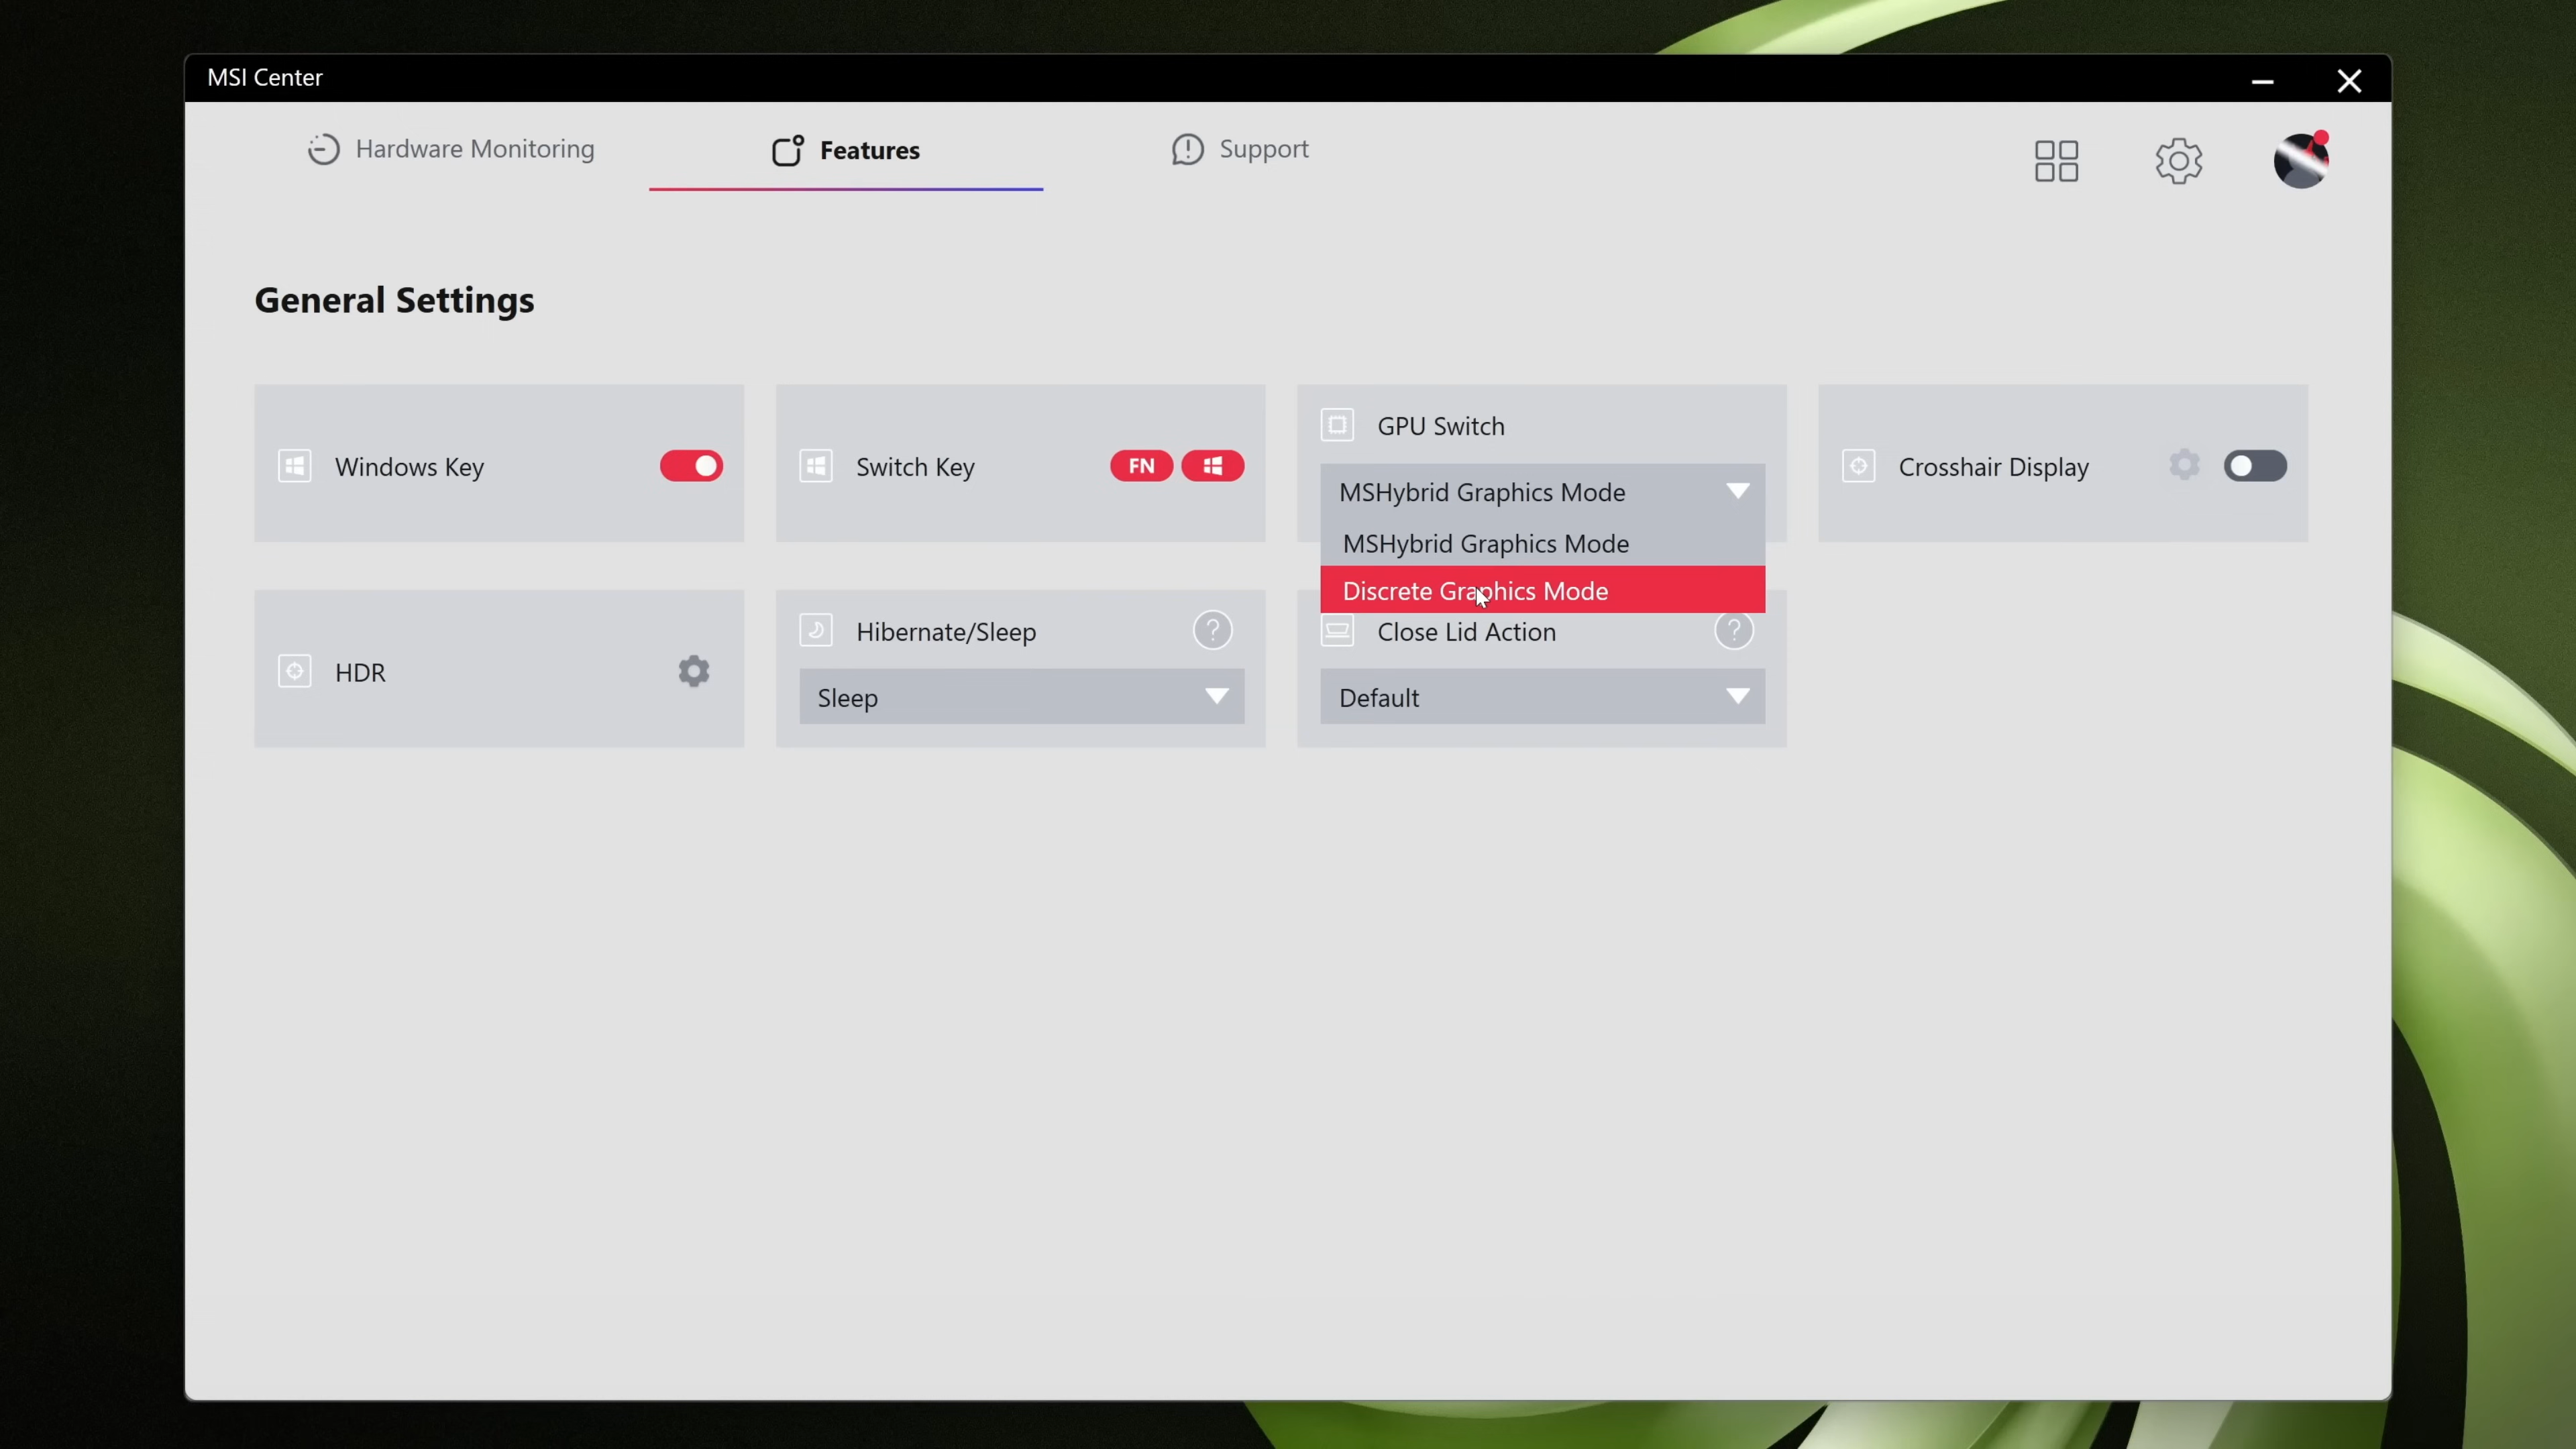 MSI Center
Hardware Monitoring
Features
Support
General Settings
Windows Key
Switch Key
FN
GPU Switch
MSHybrid Graphics Mode
MSHybrid Graphics Mode
Discrete Graphics Mode
Crosshair Display
HDR
Hibernate/Sleep
?
Sleep
Close Lid Action
?
Default